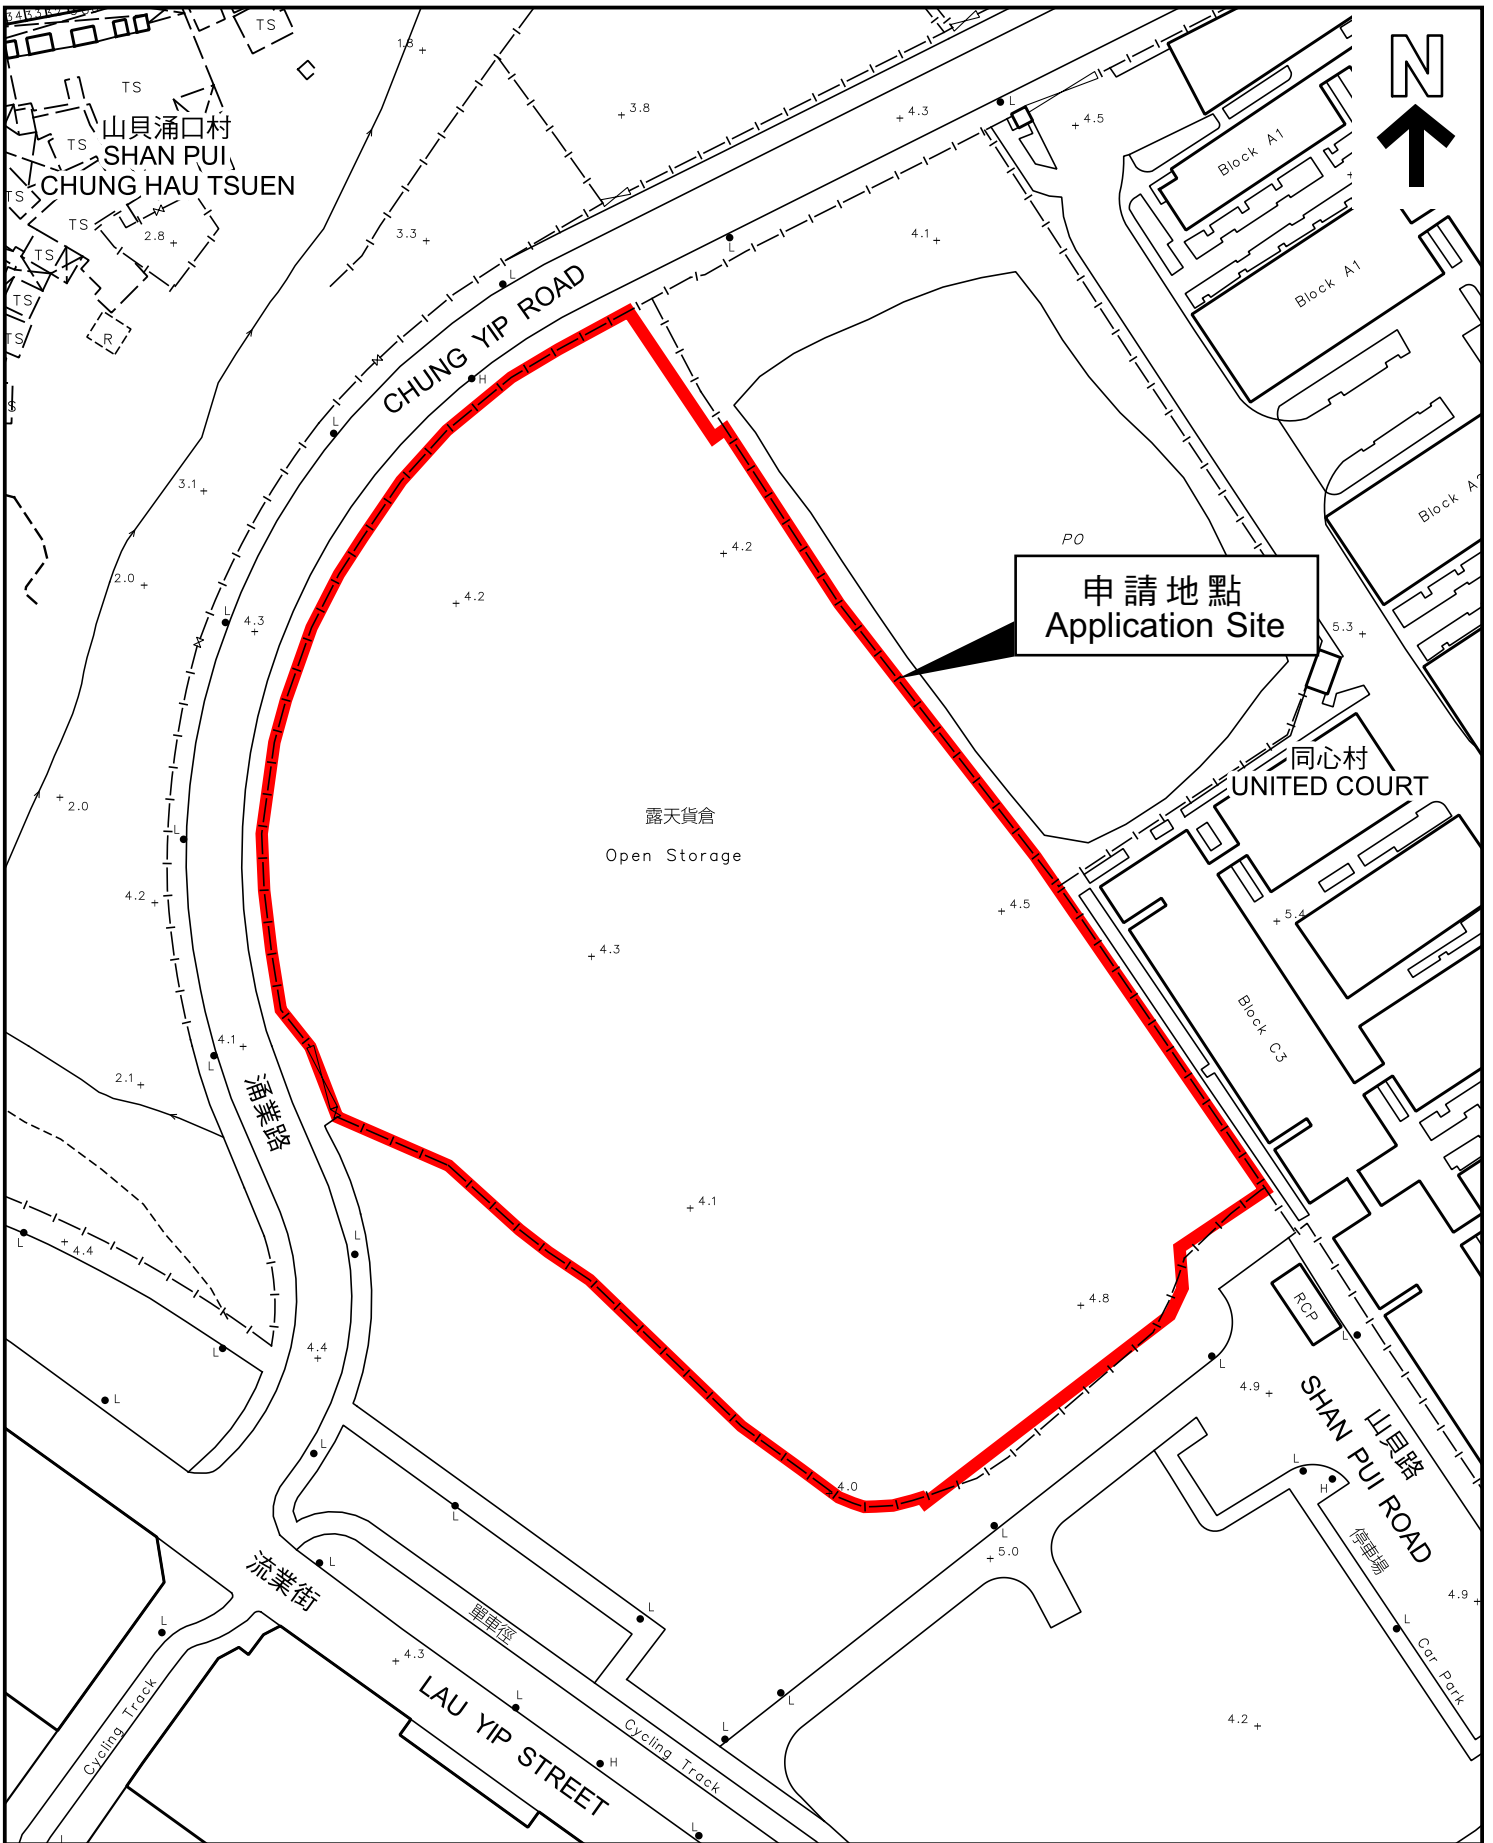 N
TS
TS
TS
TS
TS
TS
TS
TS
R
山貝涌口村
SHAN PUI
CHUNG HAU TSUEN
1.8
3.8
4.3
L
4.5
2.8
3.3
4.1
L
L
CHUNG YIP ROAD
H
L
Block A1
Block A1
Block A2
3.1
2.0
L
4.3
4.2
4.2
PO
申請地點
Application Site
5.3
同心村
UNITED COURT
2.0
L
4.2
露天貨倉
Open Storage
4.5
5.4
4.3
Block C3
4.1
L
2.1
涌業路
4.1
L
L
4.4
4.8
RCP
L
L
L
4.4
L
4.9
L
SHAN PUI ROAD
山貝路
4.0
L
L
L
H
5.0
停車場
Car Park
4.9
L
流業街
L
L
L
單車徑
4.3
LAU YIP STREET
L
H
L
Cycling Track
Cycling Track
L
L
4.2
L
L